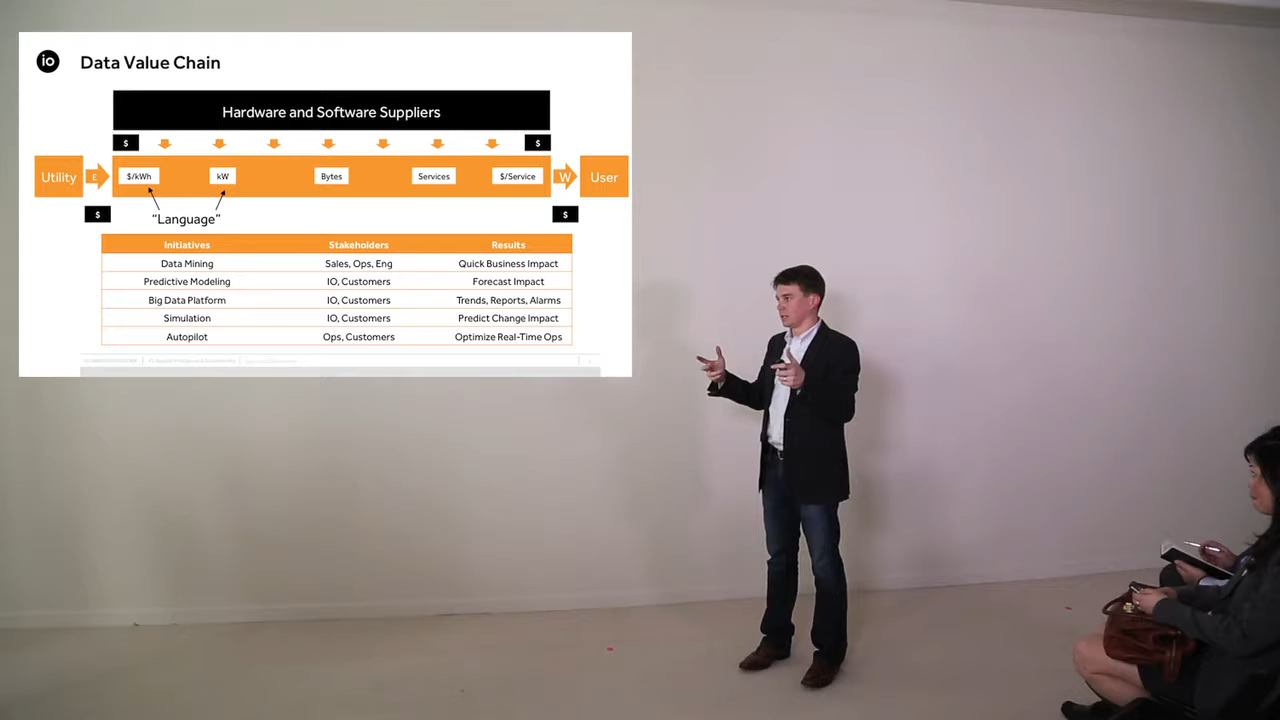 io
Data Value Chain
Hardware and Software Suppliers
$ $
Utility E $/kWh kW Bytes Services $/Service W User
$ $
“Language”
Initiatives Stakeholders Results
Data Mining Sales, Ops, Eng Quick Business Impact
Predictive Modeling IO, Customers Forecast Impact
Big Data Platform IO, Customers Trends, Reports, Alarms
Simulation IO, Customers Predict Change Impact
Autopilot Ops, Customers Optimize Real-Time Ops